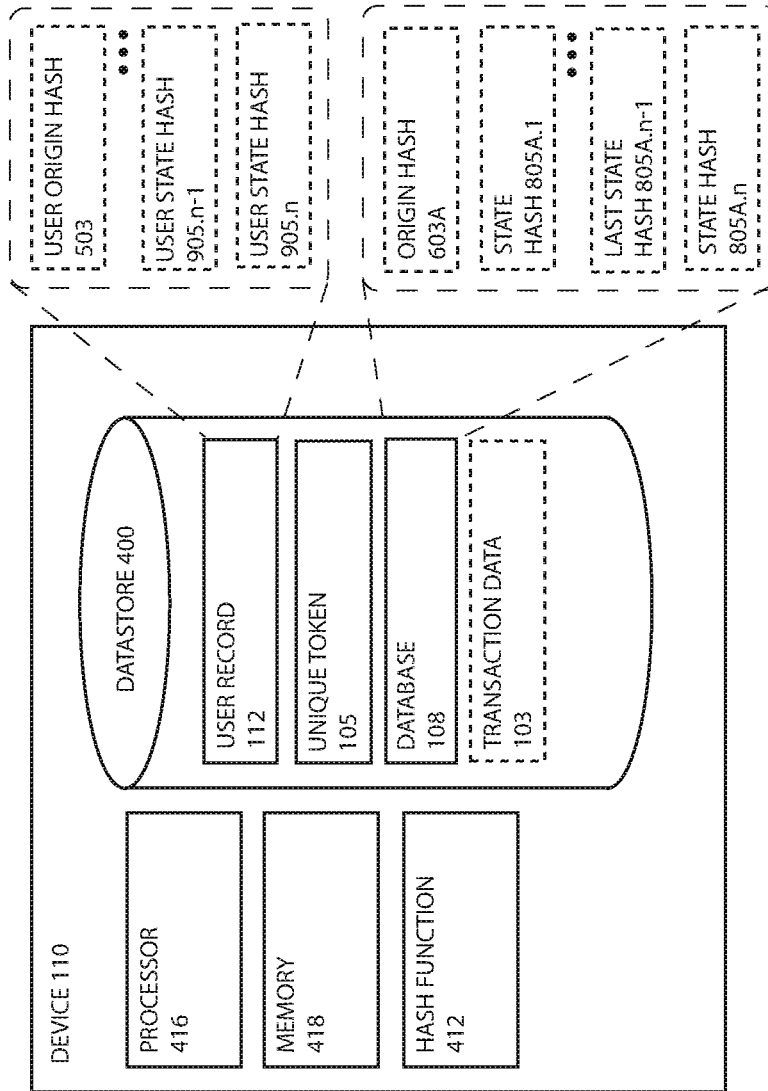 DEVICE 110
PROCESSOR
416
MEMORY
418
HASH FUNCTION
412
DATASTORE 400
USER RECORD
112
UNIQUE TOKEN
105
DATABASE
108
TRANSACTION DATA
103
USER ORIGIN HASH
503
USER STATE HASH
905.n-1
USER STATE HASH
905.n
ORIGIN HASH
603A
STATE
HASH 805A.1
LAST STATE
HASH 805A.n-1
STATE HASH
805A.n